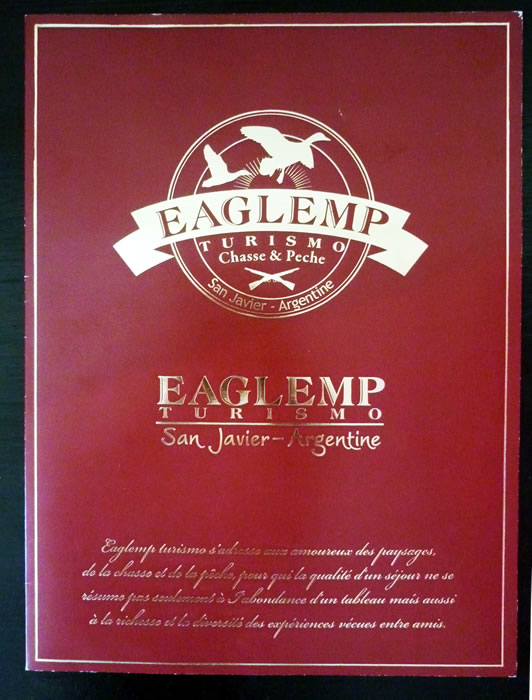 EAGLEMP
TURISMO
Chasse & Peche
San Javier - Argentine
EAGLEMP
TURISMO
San Javier - Argentine
Eaglemp turismo s'adresse aux amoureux des paysages,
de la chasse et de la pêche, pour qui la qualité d'un séjour ne se
résume pas seulement à l'abondance d'un tableau mais aussi
à la richesse et la diversité des expériences vécues entre amis.